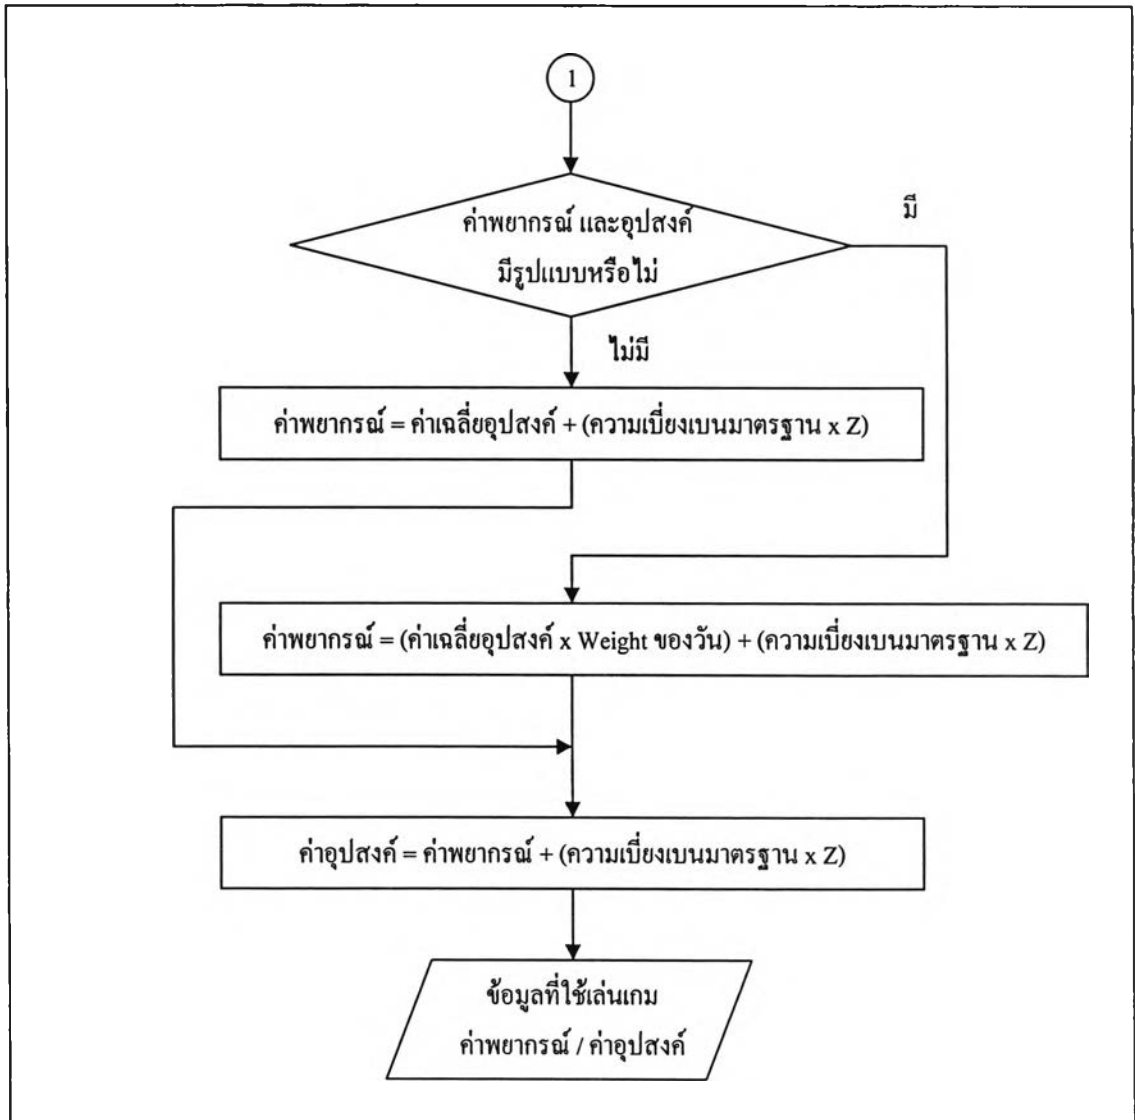 1
ค่าพยากรณ์ และอุปสงค์
มีรูปแบบหรือไม่
มี
ไม่มี
ค่าพยากรณ์ = ค่าเฉลี่ยอุปสงค์ + (ความเบี่ยงเบนมาตรฐาน x Z)
ค่าพยากรณ์ = (ค่าเฉลี่ยอุปสงค์ x Weight ของวัน) + (ความเบี่ยงเบนมาตรฐาน x Z)
ค่าอุปสงค์ = ค่าพยากรณ์ + (ความเบี่ยงเบนมาตรฐาน x Z)
ข้อมูลที่ใช้เล่นเกม
ค่าพยากรณ์ / ค่าอุปสงค์